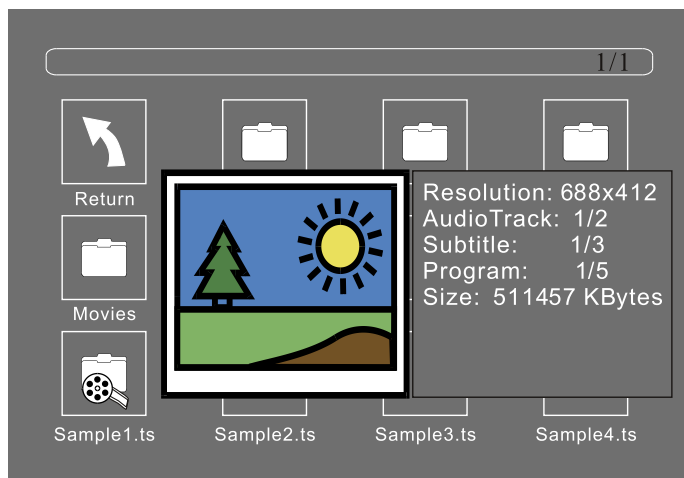 1/1
Return
Resolution: 688x412
AudioTrack: 1/2
Subtitle: 1/3
Program: 1/5
Size: 511457 KBytes
Movies
Sample1.ts
Sample2.ts
Sample3.ts
Sample4.ts